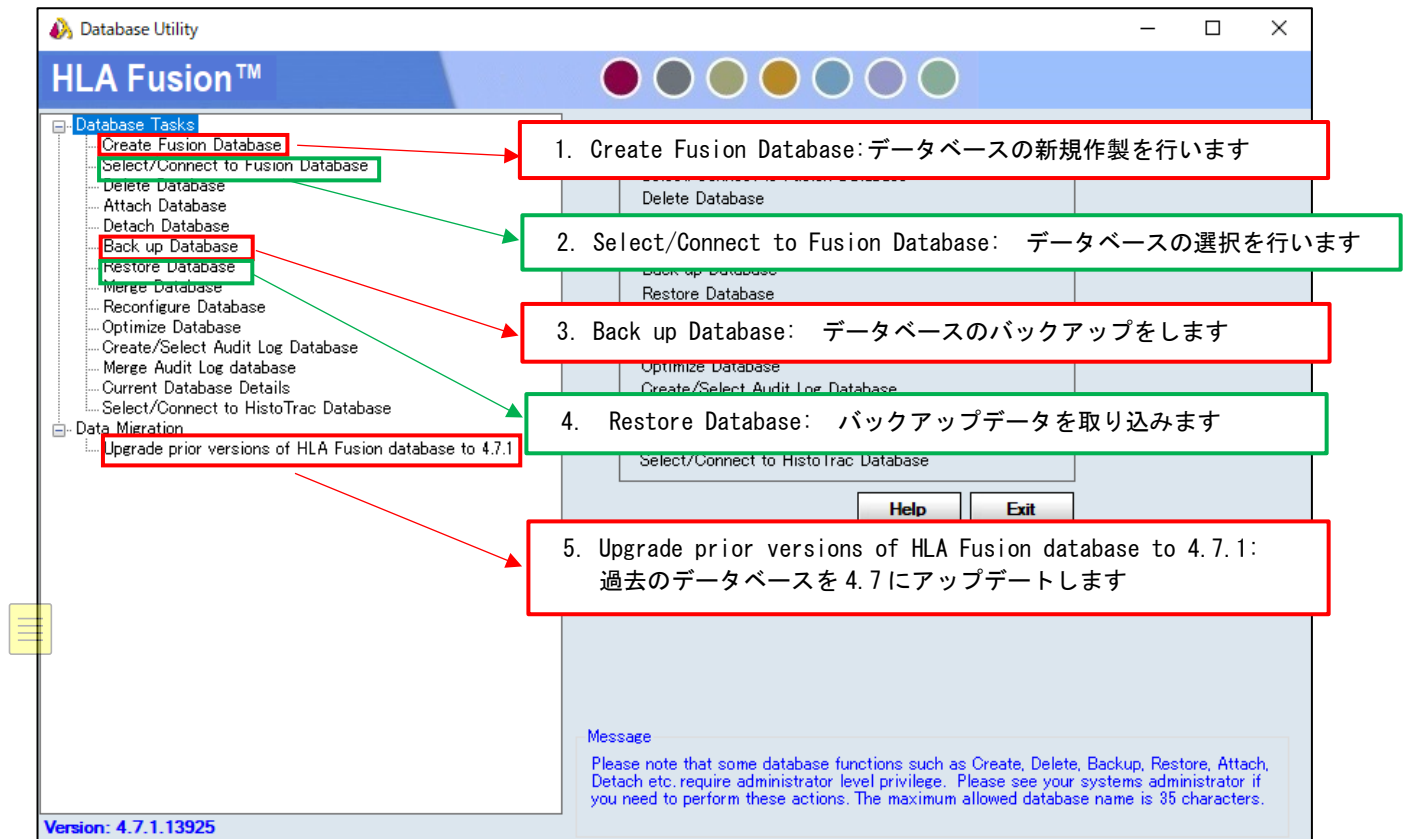 Database Utility
HLA Fusion™
Database Tasks
Create Fusion Database
Select/Connect to Fusion Database
Delete Database
Attach Database
Detach Database
Back up Database
Restore Database
Merge Database
Reconfigure Database
Optimize Database
Create/Select Audit Log Database
Merge Audit Log database
Current Database Details
Select/Connect to HistoTrac Database
Data Migration
Upgrade prior versions of HLA Fusion database to 4.7.1
1. Create Fusion Database:データベースの新規作製を行います
Select/Connect to Fusion Database
Delete Database
2. Select/Connect to Fusion Database: データベースの選択を行います
Back up Database
Restore Database
3. Back up Database: データベースのバックアップをします
Optimize Database
Create/Select Audit Log Database
4. Restore Database: バックアップデータを取り込みます
Select/Connect to HistoTrac Database
Help Exit
5. Upgrade prior versions of HLA Fusion database to 4.7.1:
過去のデータベースを 4.7 にアップデートします
Message
Please note that some database functions such as Create, Delete, Backup, Restore, Attach,
Detach etc. require administrator level privilege. Please see your systems administrator if
you need to perform these actions. The maximum allowed database name is 35 characters.
Version: 4.7.1.13925